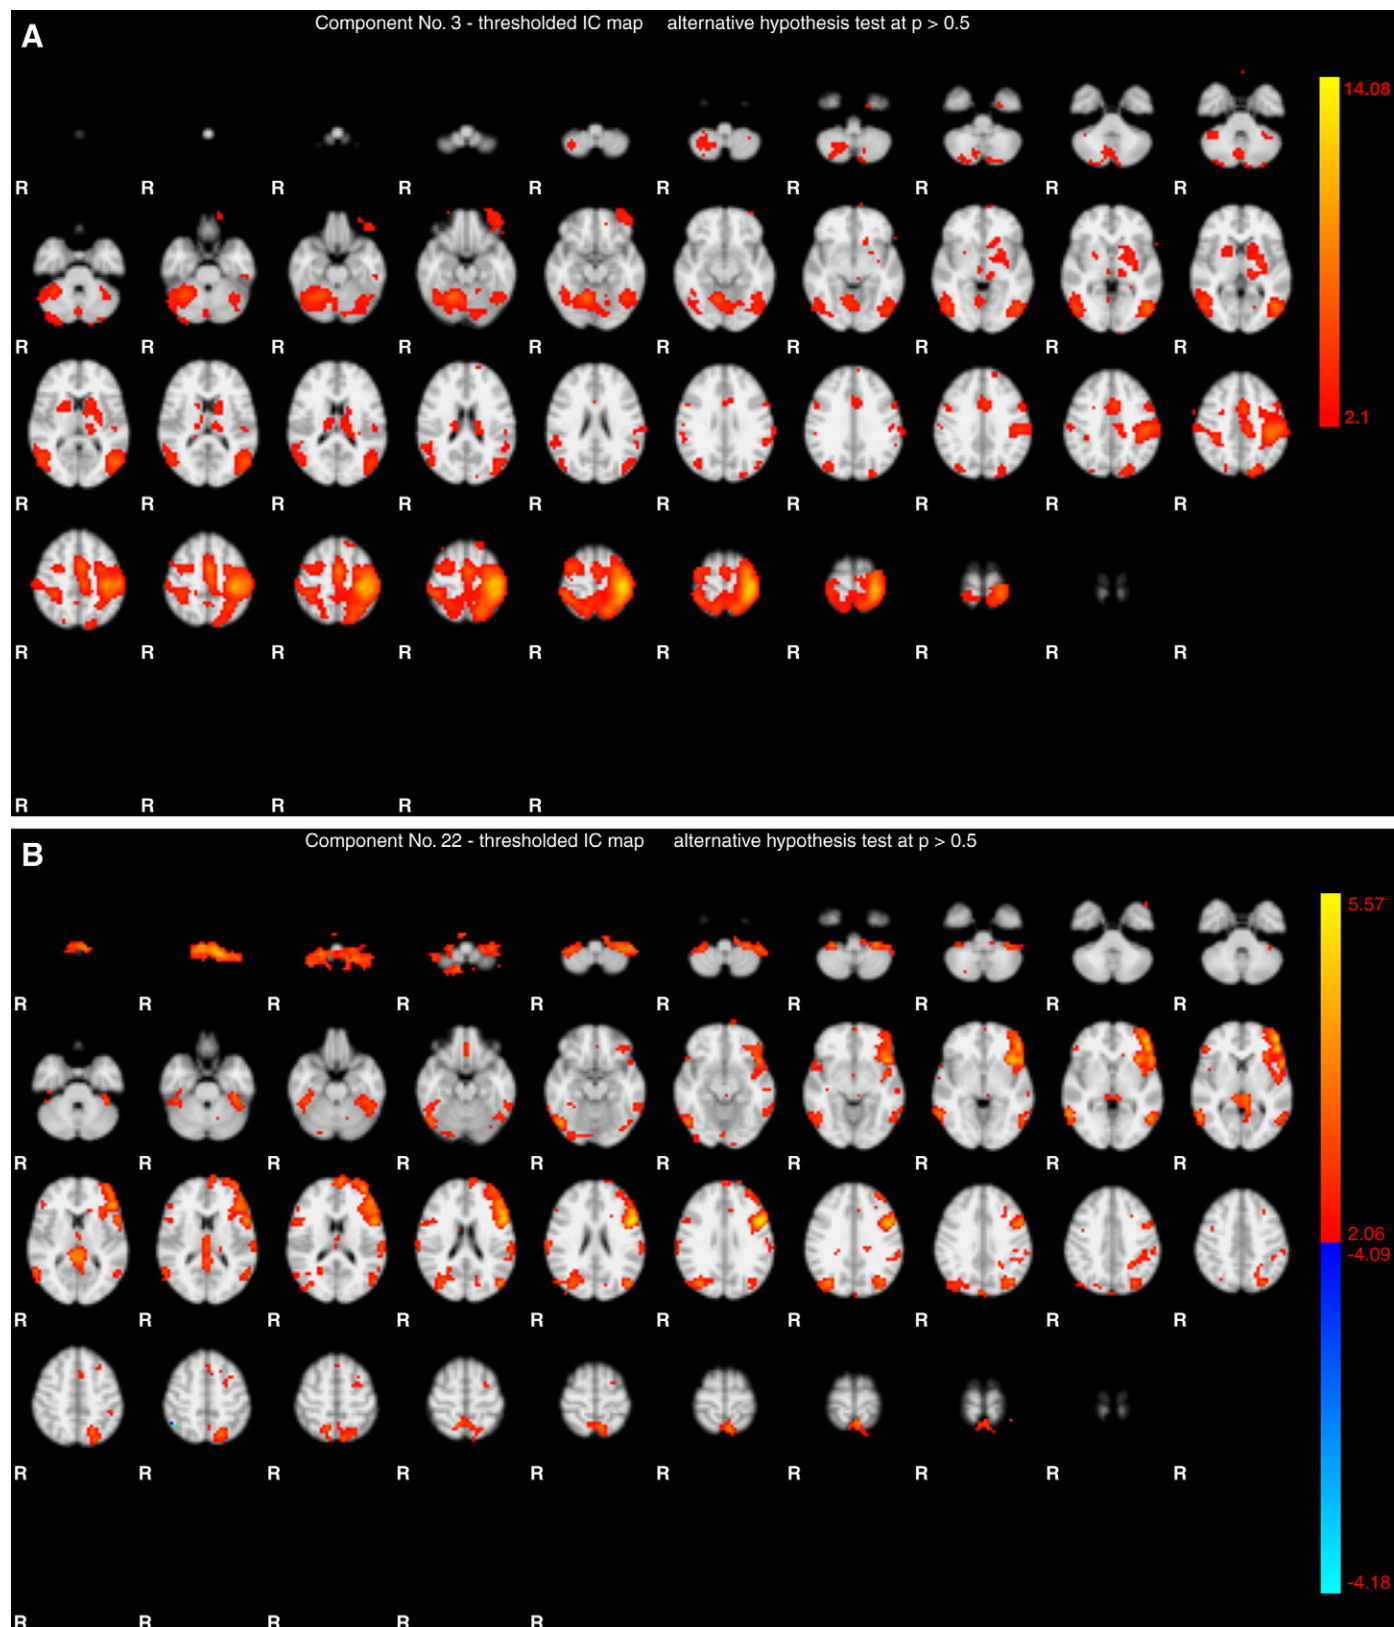 A
Component No. 3 - thresholded IC map alternative hypothesis test at p > 0.5
14.08
R R R R R R R R R R
R R R R R R R R R R
2.1
R R R R R R R R R R
R R R R R R R R R R
R R R R R
B
Component No. 22 - thresholded IC map alternative hypothesis test at p > 0.5
5.57
R R R R R R R R R R
R R R R R R R R R R
2.06
-4.09
R R R R R R R R R R
R R R R R R R R R R
-4.18
R R R R R